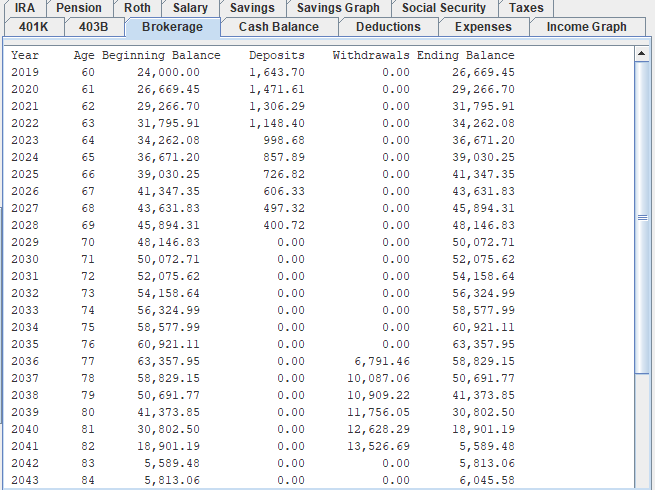 IRA Pension Roth Salary Savings Savings Graph Social Security Taxes
401K 403B Brokerage Cash Balance Deductions Expenses Income Graph
Year Age Beginning Balance Deposits Withdrawals Ending Balance
2019 60 24,000.00 1,643.70 0.00 26,669.45
2020 61 26,669.45 1,471.61 0.00 29,266.70
2021 62 29,266.70 1,306.29 0.00 31,795.91
2022 63 31,795.91 1,148.40 0.00 34,262.08
2023 64 34,262.08 998.68 0.00 36,671.20
2024 65 36,671.20 857.89 0.00 39,030.25
2025 66 39,030.25 726.82 0.00 41,347.35
2026 67 41,347.35 606.33 0.00 43,631.83
2027 68 43,631.83 497.32 0.00 45,894.31
2028 69 45,894.31 400.72 0.00 48,146.83
2029 70 48,146.83 0.00 0.00 50,072.71
2030 71 50,072.71 0.00 0.00 52,075.62
2031 72 52,075.62 0.00 0.00 54,158.64
2032 73 54,158.64 0.00 0.00 56,324.99
2033 74 56,324.99 0.00 0.00 58,577.99
2034 75 58,577.99 0.00 0.00 60,921.11
2035 76 60,921.11 0.00 0.00 63,357.95
2036 77 63,357.95 0.00 6,791.46 58,829.15
2037 78 58,829.15 0.00 10,087.06 50,691.77
2038 79 50,691.77 0.00 10,909.22 41,373.85
2039 80 41,373.85 0.00 11,756.05 30,802.50
2040 81 30,802.50 0.00 12,628.29 18,901.19
2041 82 18,901.19 0.00 13,526.69 5,589.48
2042 83 5,589.48 0.00 0.00 5,813.06
2043 84 5,813.06 0.00 0.00 6,045.58